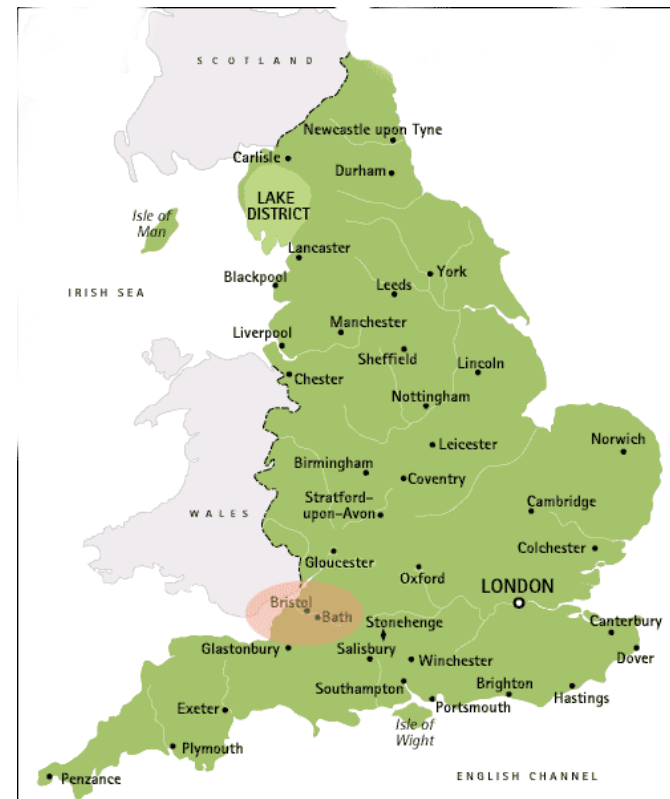 SCOTLAND
Newcastle upon Tyne
Carlisle
Durham
LAKE
DISTRICT
Isle of
Man
Lancaster
York
Blackpool
Leeds
IRISH SEA
Manchester
Liverpool
Sheffield
Lincoln
Chester
Nottingham
Leicester
Norwich
Birmingham
Coventry
Stratford–
upon–Avon
Cambridge
WALES
Colchester
Gloucester
Oxford
LONDON
Bristol
Bath
Stonehenge
Canterbury
Glastonbury
Salisbury
Winchester
Dover
Southampton
Brighton
Hastings
Portsmouth
Exeter
Isle of
Wight
Plymouth
Penzance
ENGLISH CHANNEL